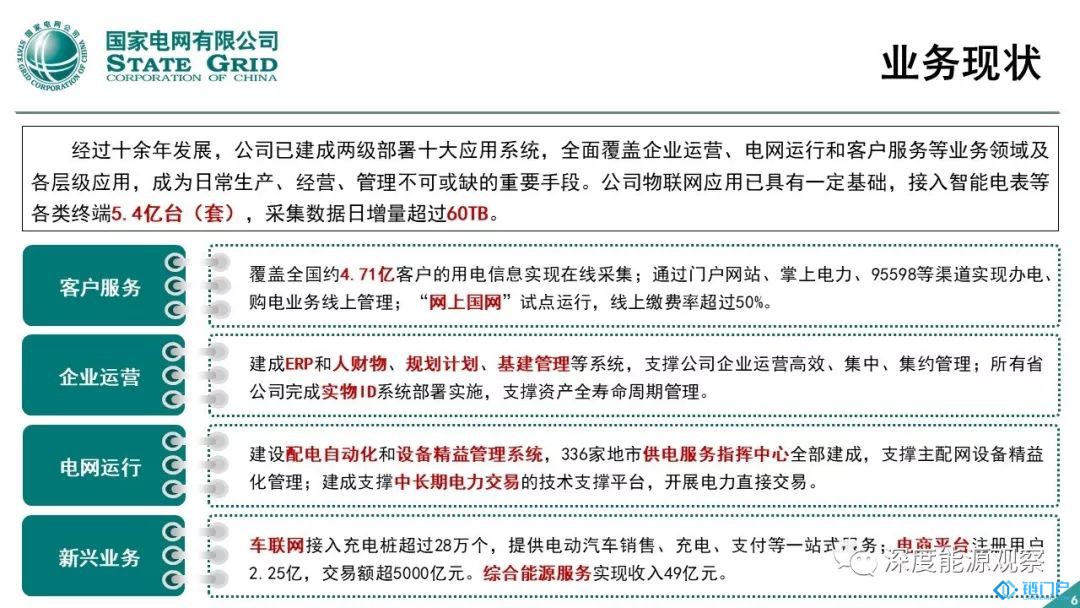 国家电网公司
STATE GRID CORPORATION OF CHINA
国家电网有限公司
STATE GRID
CORPORATION OF CHINA
业务现状
经过十余年发展，公司已建成两级部署十大应用系统，全面覆盖企业运营、电网运行和客户服务等业务领域及
各层级应用，成为日常生产、经营、管理不可或缺的重要手段。公司物联网应用已具有一定基础，接入智能电表等
各类终端5.4亿台（套），采集数据日增量超过60TB。
客户服务
覆盖全国约4.71亿客户的用电信息实现在线采集；通过门户网站、掌上电力、95598等渠道实现办电、
购电业务线上管理；“网上国网”试点运行，线上缴费率超过50%。
企业运营
建成ERP和人财物、规划计划、基建管理等系统，支撑公司企业运营高效、集中、集约管理；所有省
公司完成实物ID系统部署实施，支撑资产全寿命周期管理。
电网运行
建设配电自动化和设备精益管理系统，336家地市供电服务指挥中心全部建成，支撑主配网设备精益
化管理；建成支撑中长期电力交易的技术支撑平台，开展电力直接交易。
新兴业务
车联网接入充电桩超过28万个，提供电动汽车销售、充电、支付等一站式服务；电商平台注册用户
2.25亿，交易额超5000亿元。综合能源服务实现收入49亿元。
深度能源观察
链门户
6